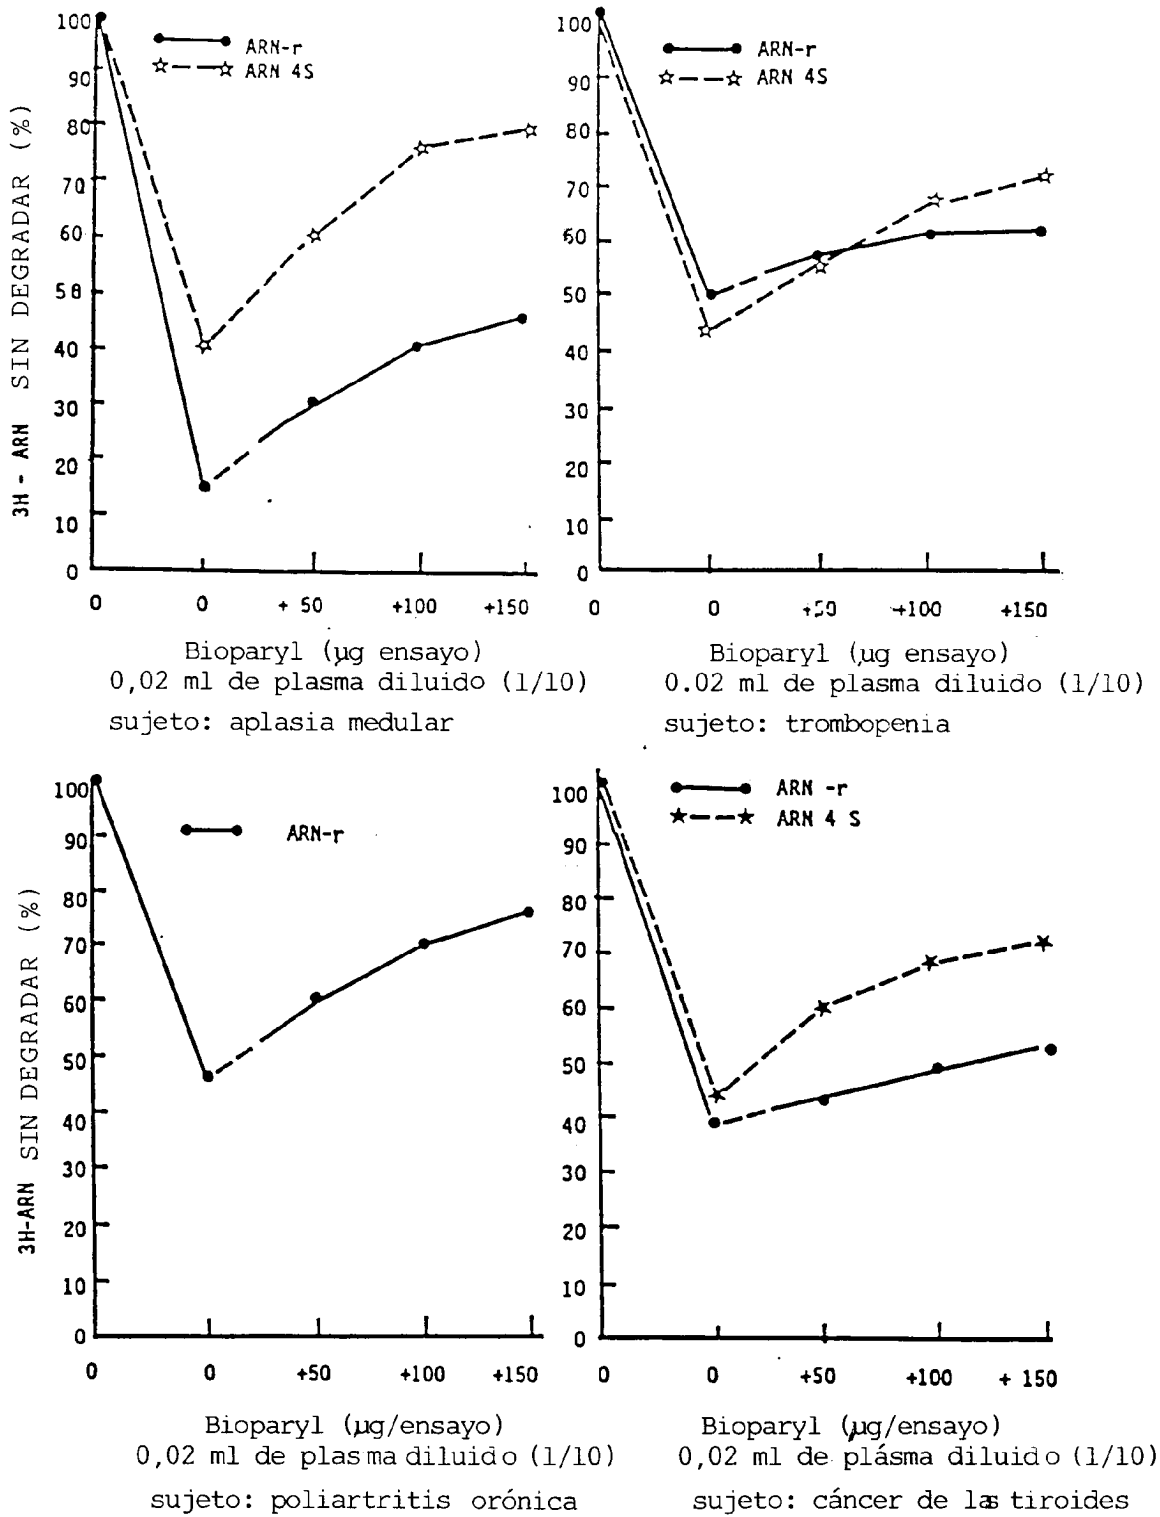 100
90
80
70
60
50
40
30
20
10
0
3H - ARN SIN DEGRADAR (%)
ARN-r
ARN 4S
0 0 + 50 +100 +150
Bioparyl (µg ensayo)
0,02 ml de plasma diluido (1/10)
sujeto: aplasia medular
100
90
80
70
60
50
40
30
20
10
0
ARN-r
ARN 4S
0 0 +50 +100 +150
Bioparyl (µg ensayo)
0.02 ml de plasma diluido (1/10)
sujeto: trombopenia
100
90
80
70
60
50
40
30
20
10
0
3H-ARN SIN DEGRADAR (%)
ARN-r
0 0 +50 +100 +150
Bioparyl (µg/ensayo)
0,02 ml de plasma diluido (1/10)
sujeto: poliartritis orónica
100
90
80
70
60
50
40
30
20
10
0
ARN -r
ARN 4 S
0 0 +50 +100 + 150
Bioparyl (µg/ensayo)
0,02 ml de plásma diluido (1/10)
sujeto: cáncer de las tiroides